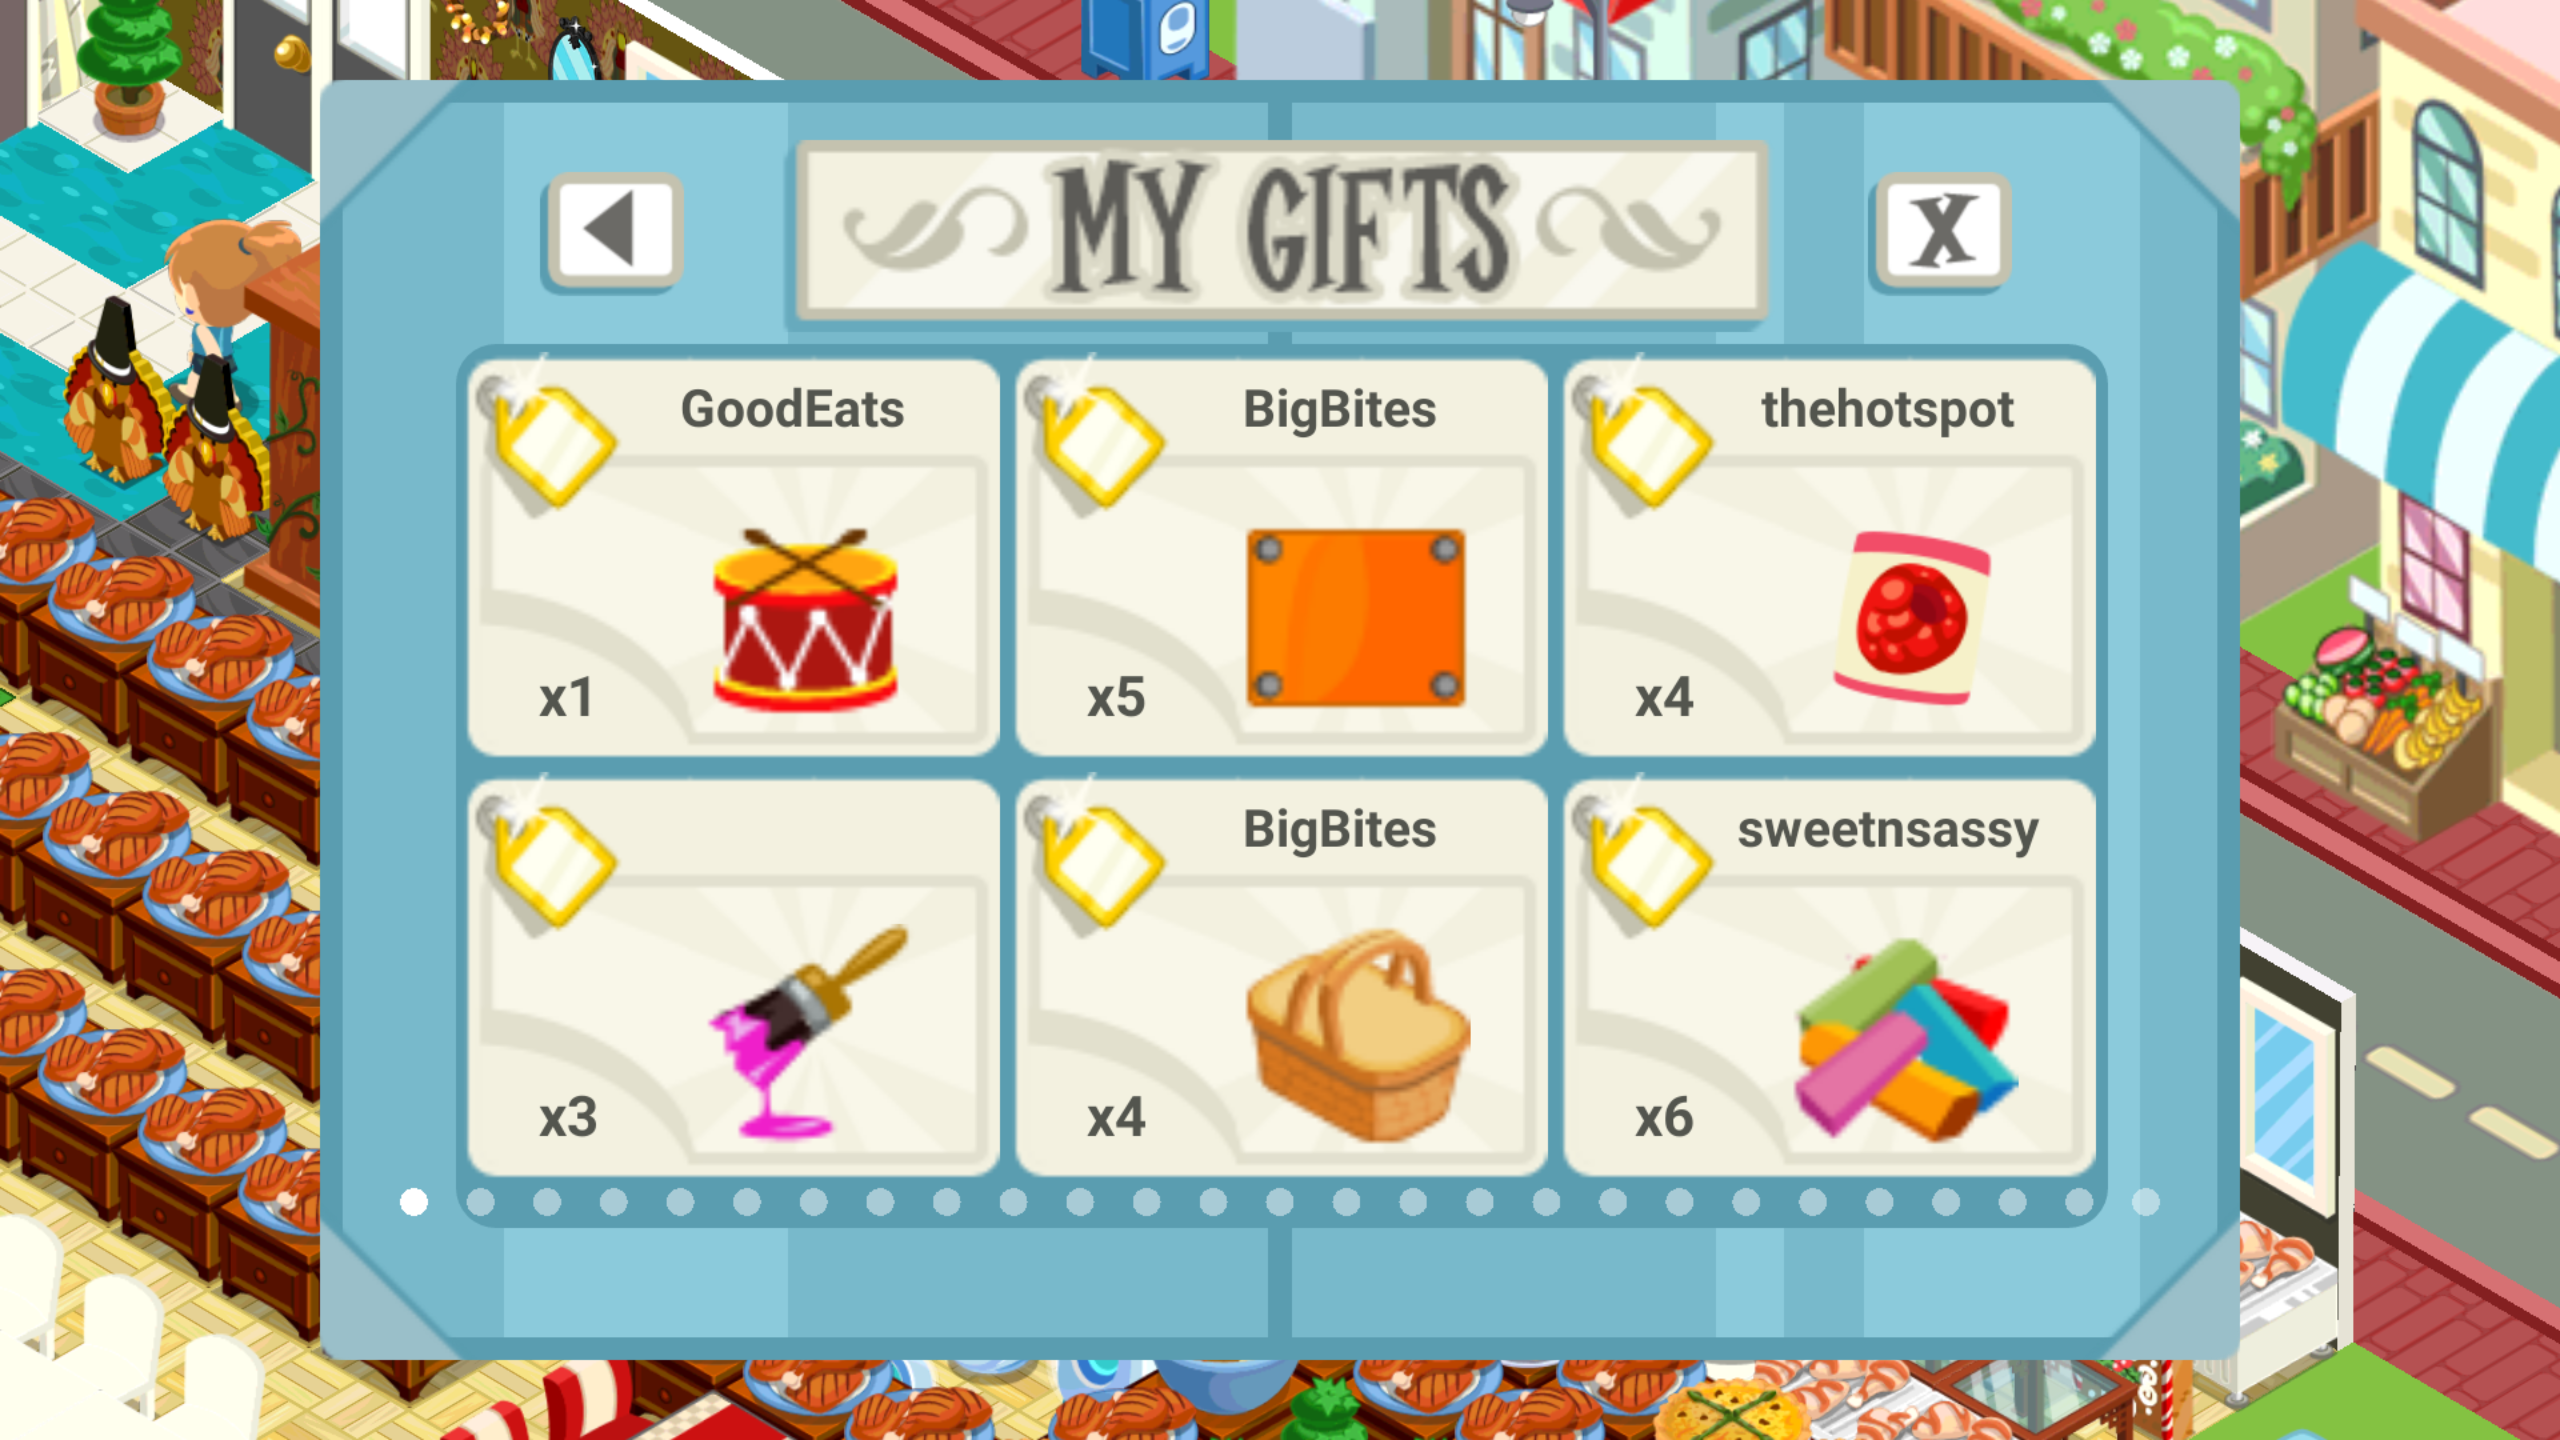 MY GIFTS
X
GoodEats
x1
BigBites
x5
thehotspot
x4
x3
BigBites
x4
sweetnsassy
x6